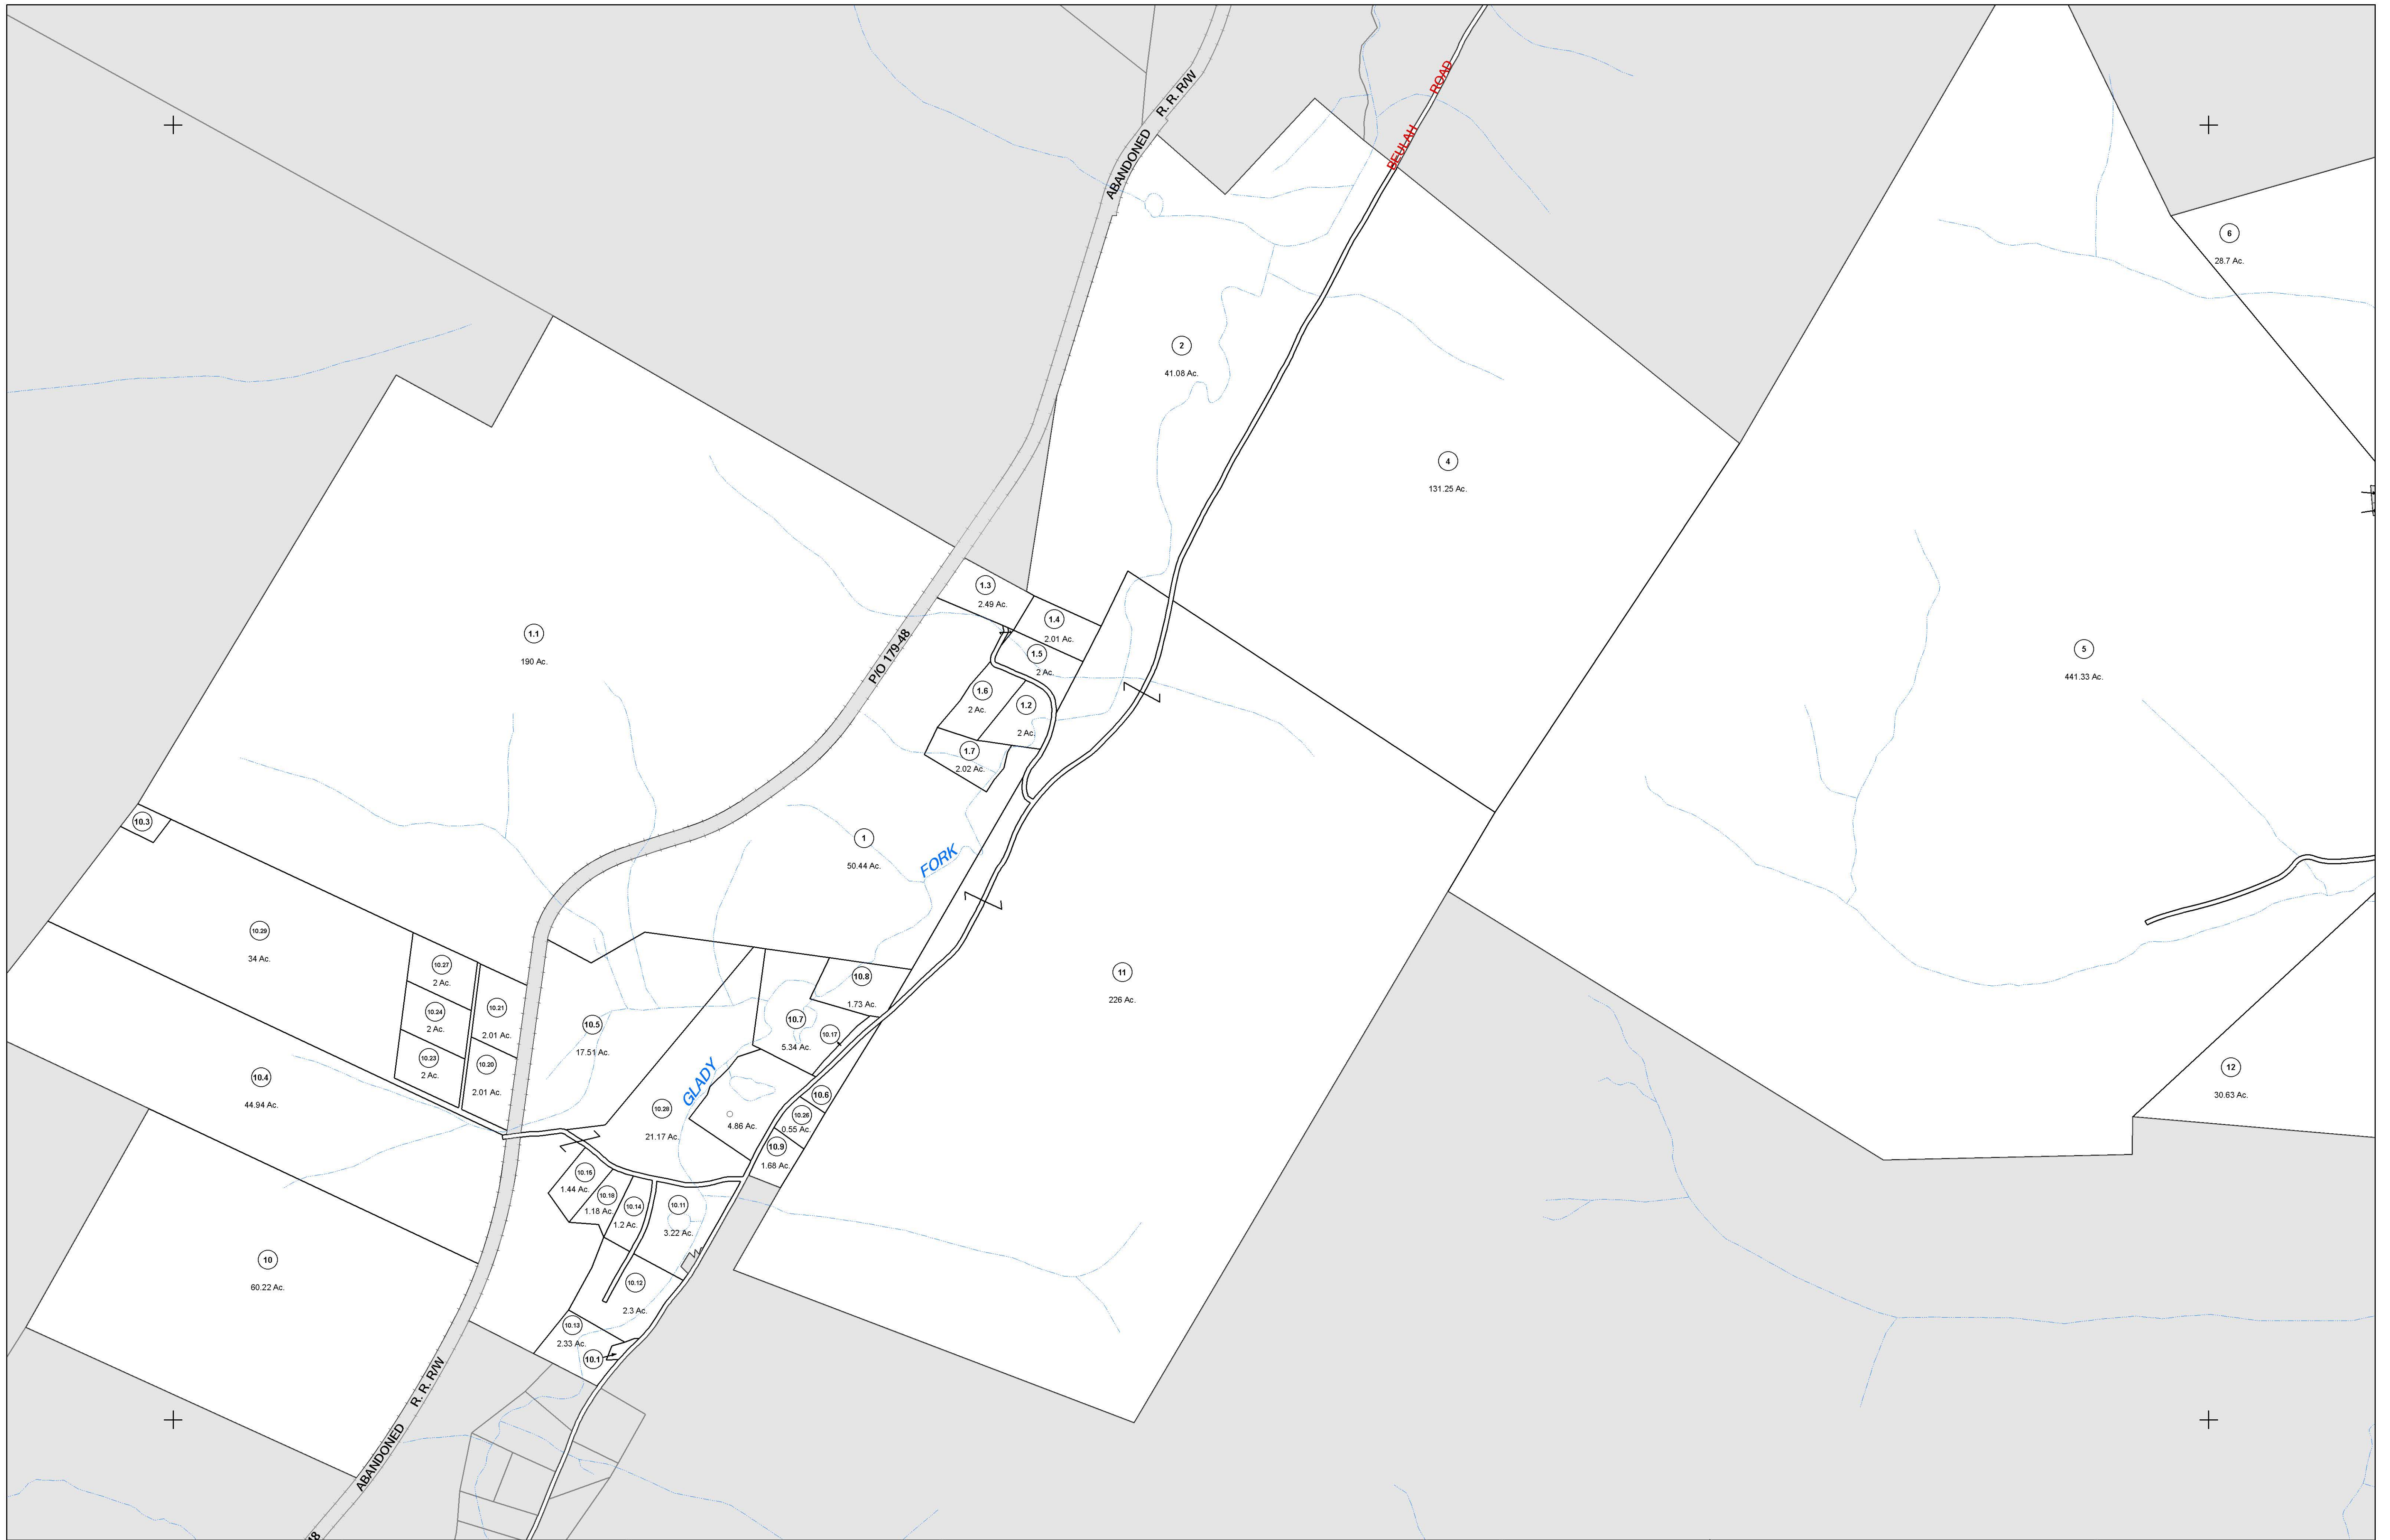 ROAD
R. R. R/W
BEULAH
ABANDONED
6
28.7 Ac.
2
41.08 Ac.
4
131.25 Ac.
1.3
2.49 Ac.
1.4
2.01 Ac.
1.1
190 Ac.
P/O 179-48
1.5
2 Ac.
5
441.33 Ac.
1.6
2 Ac.
1.2
2 Ac.
1.7
2.02 Ac.
10.3
1
50.44 Ac.
FORK
10.29
34 Ac.
10.27
2 Ac.
10.8
1.73 Ac.
11
226 Ac.
10.21
2.01 Ac.
10.24
2 Ac.
10.5
17.51 Ac.
10.7
5.34 Ac.
10.17
10.23
2 Ac.
10.20
2.01 Ac.
12
30.63 Ac.
10.4
44.94 Ac.
GLADY
10.28
21.17 Ac.
4.86 Ac.
10.6
10.26
0.55 Ac.
10.9
1.68 Ac.
10.15
1.44 Ac.
10.16
1.18 Ac.
10.14
1.2 Ac.
10.11
3.22 Ac.
10
60.22 Ac.
10.12
2.3 Ac.
10.13
2.33 Ac.
10.1
R. R. R/W
ABANDONED